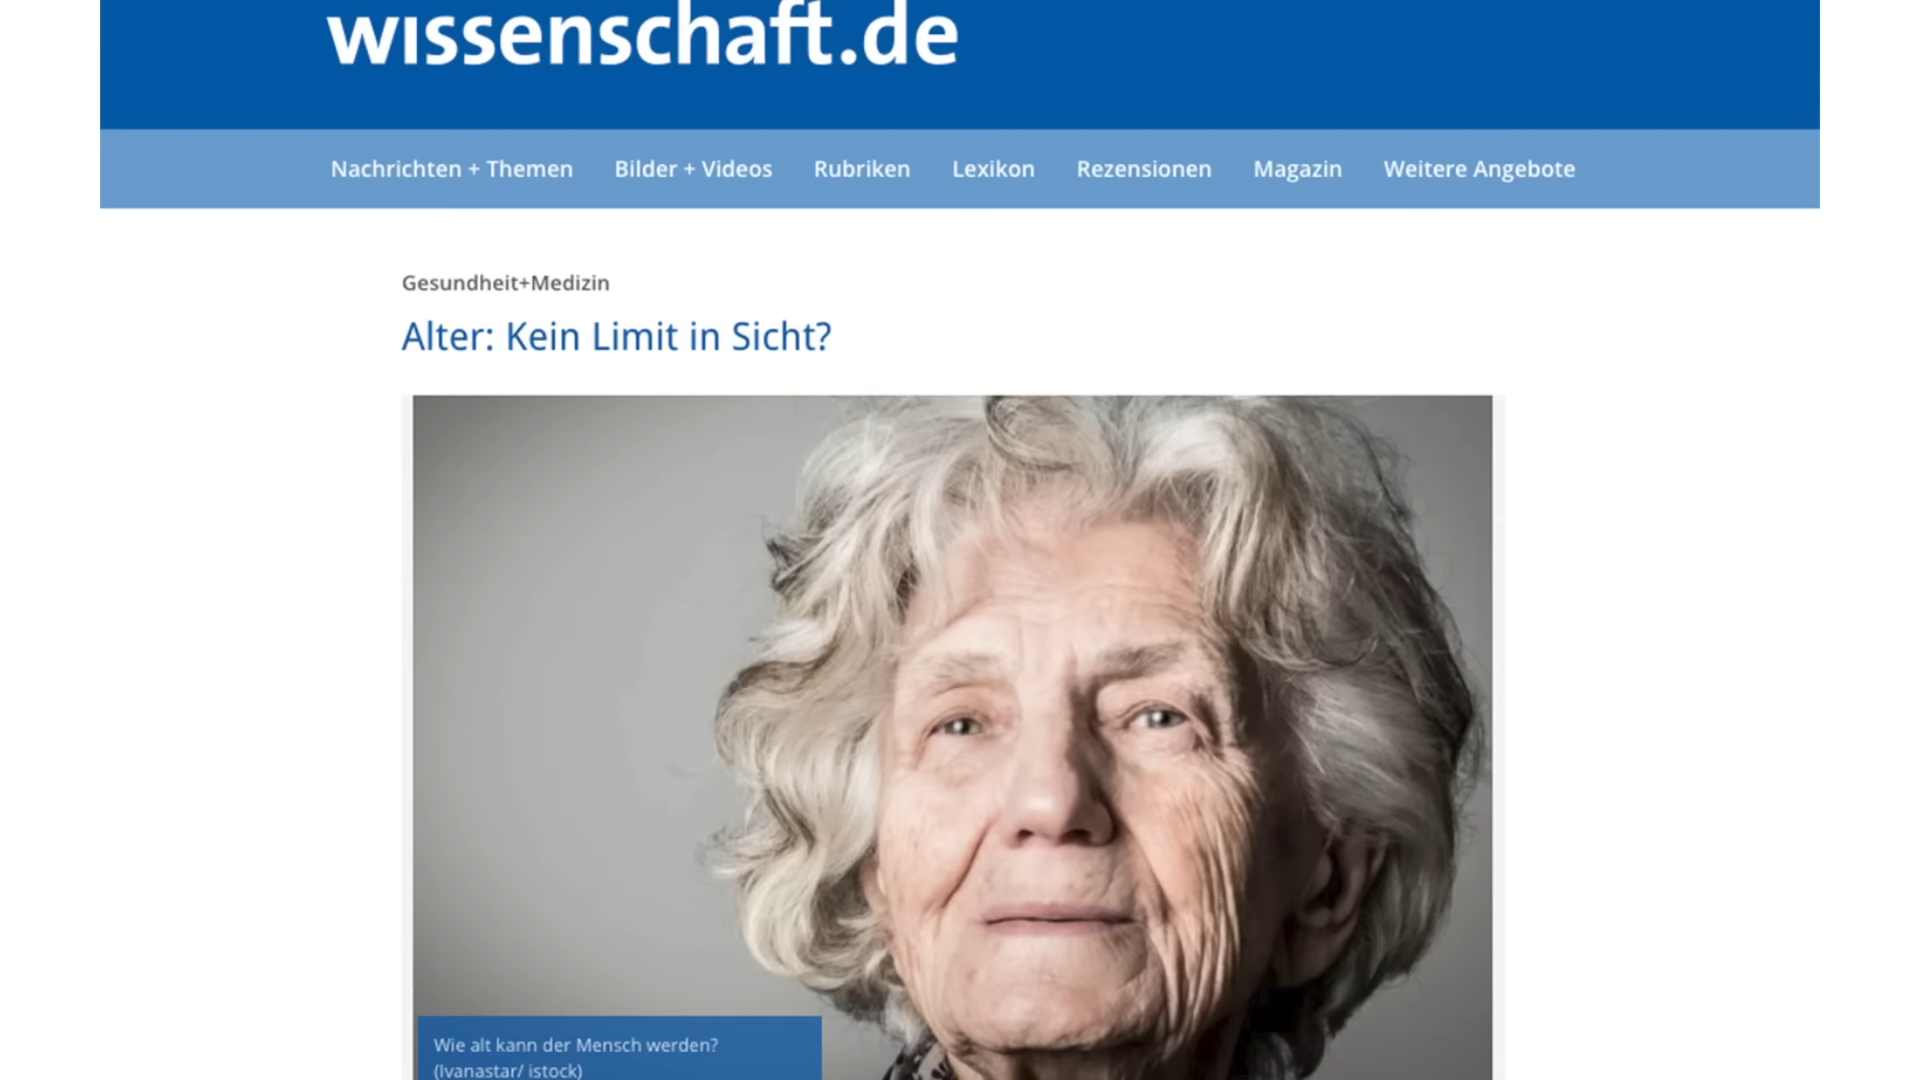 wissenschaft.de
Nachrichten + Themen Bilder + Videos Rubriken Lexikon Rezensionen Magazin Weitere Angebote
Gesundheit+Medizin
Alter: Kein Limit in Sicht?
Wie alt kann der Mensch werden?
(Ivanastar/ istock)